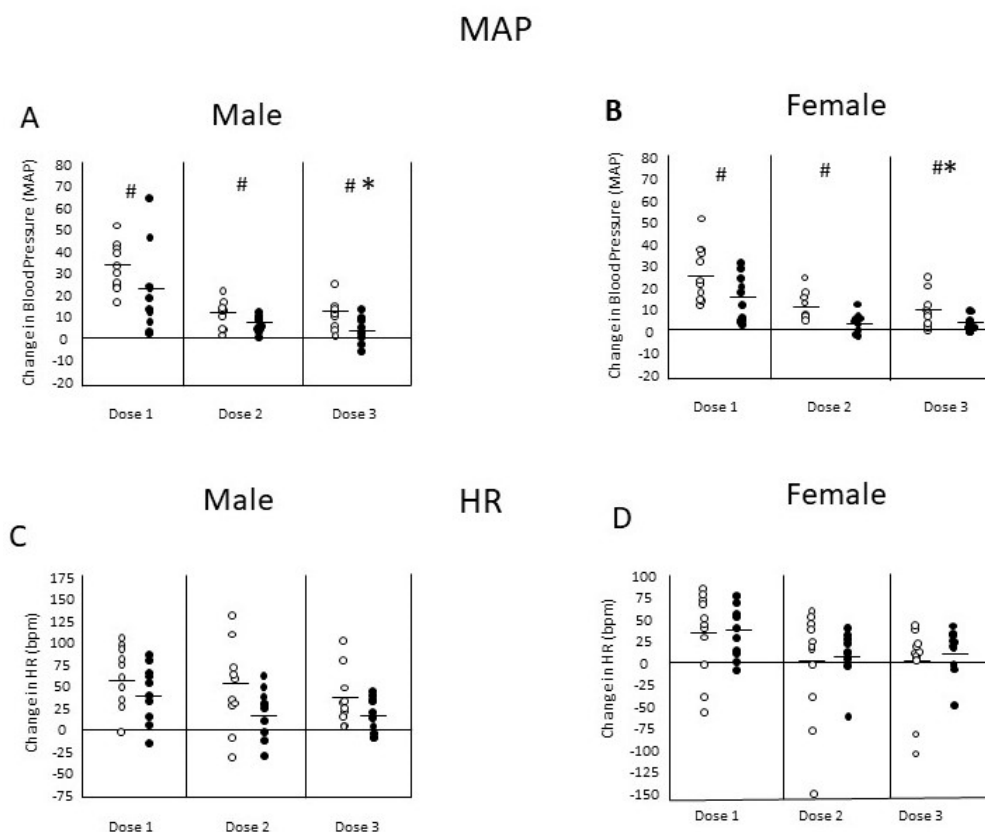 MAP
A
Male
Change in Blood Pressure (MAP)
80
70
60
50
40
30
20
10
0
-10
-20
#
#
# *
Dose 1
Dose 2
Dose 3
B
Female
Change in Blood Pressure (MAP)
80
70
60
50
40
30
20
10
0
-10
-20
#
#
#*
Dose 1
Dose 2
Dose 3
HR
C
Male
Change in HR (bpm)
175
150
125
100
75
50
25
0
-25
-50
-75
Dose 1
Dose 2
Dose 3
D
Female
Change in HR (bpm)
100
75
50
25
0
-25
-50
-75
-100
-125
-150
Dose 1
Dose 2
Dose 3